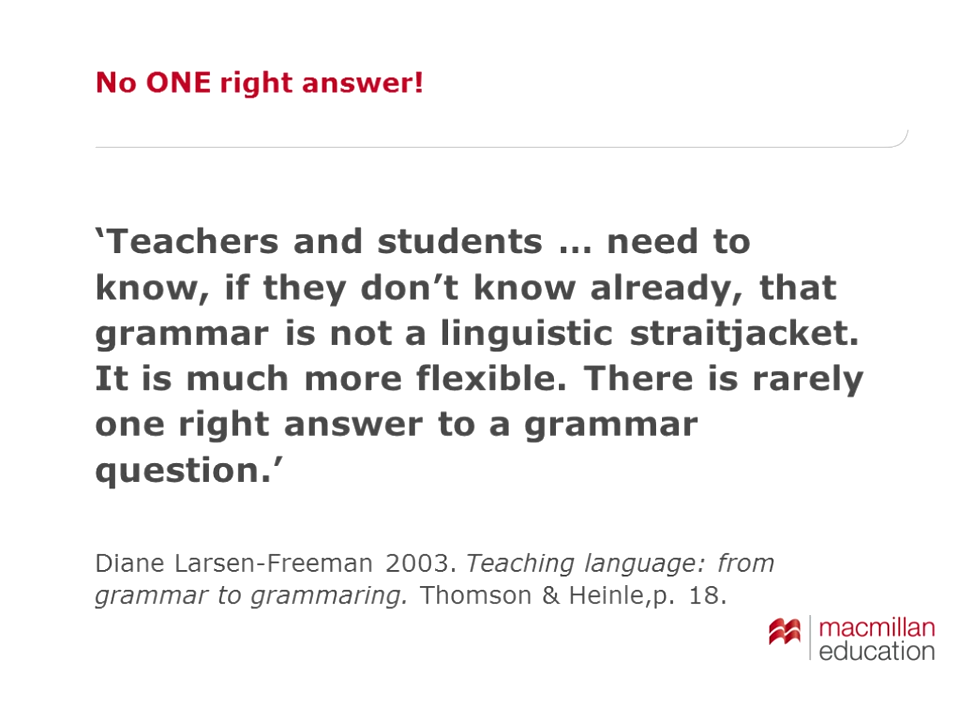 No ONE right answer!
‘Teachers and students … need to
know, if they don’t know already, that
grammar is not a linguistic straitjacket.
It is much more flexible. There is rarely
one right answer to a grammar
question.’
Diane Larsen-Freeman 2003. Teaching language: from
grammar to grammaring. Thomson & Heinle,p. 18.
macmillan
education